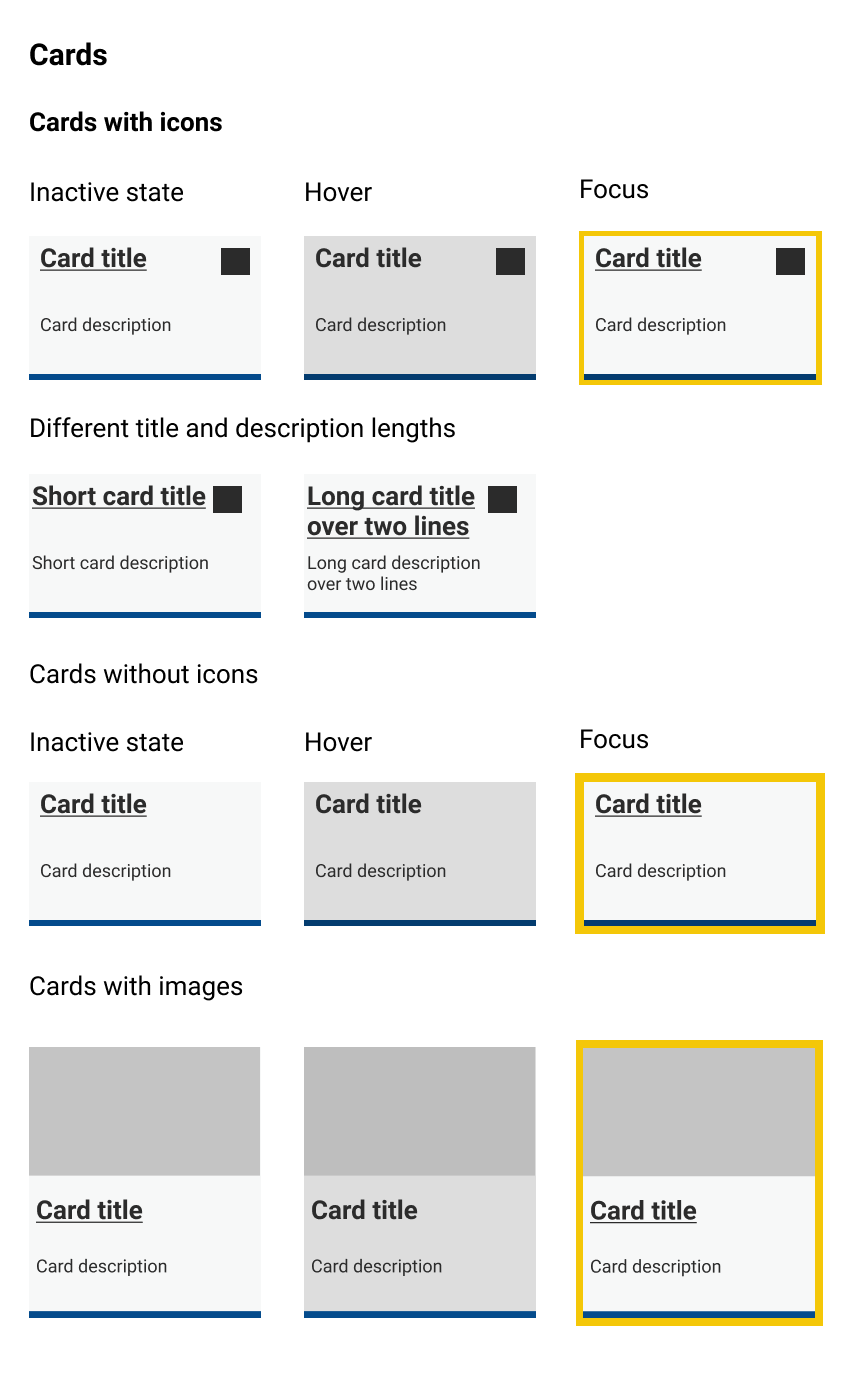 Cards
Cards with icons
Inactive state
Hover
Focus
Card title
Card title
Card title
Card description
Card description
Card description
Different title and description lengths
Short card title
Long card title
over two lines
Short card description
Long card description
over two lines
Cards without icons
Inactive state
Hover
Focus
Card title
Card title
Card title
Card description
Card description
Card description
Cards with images
Card title
Card title
Card title
Card description
Card description
Card description